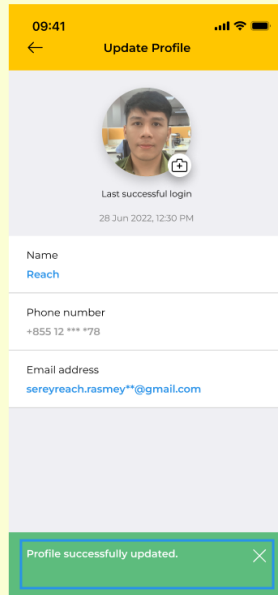 09:41
Update Profile
Last successful login
28 Jun 2022, 12:30 PM
Name
Reach
Phone number
+855 12 *** *78
Email address
sereyreach.rasmey**@gmail.com
Profile successfully updated.